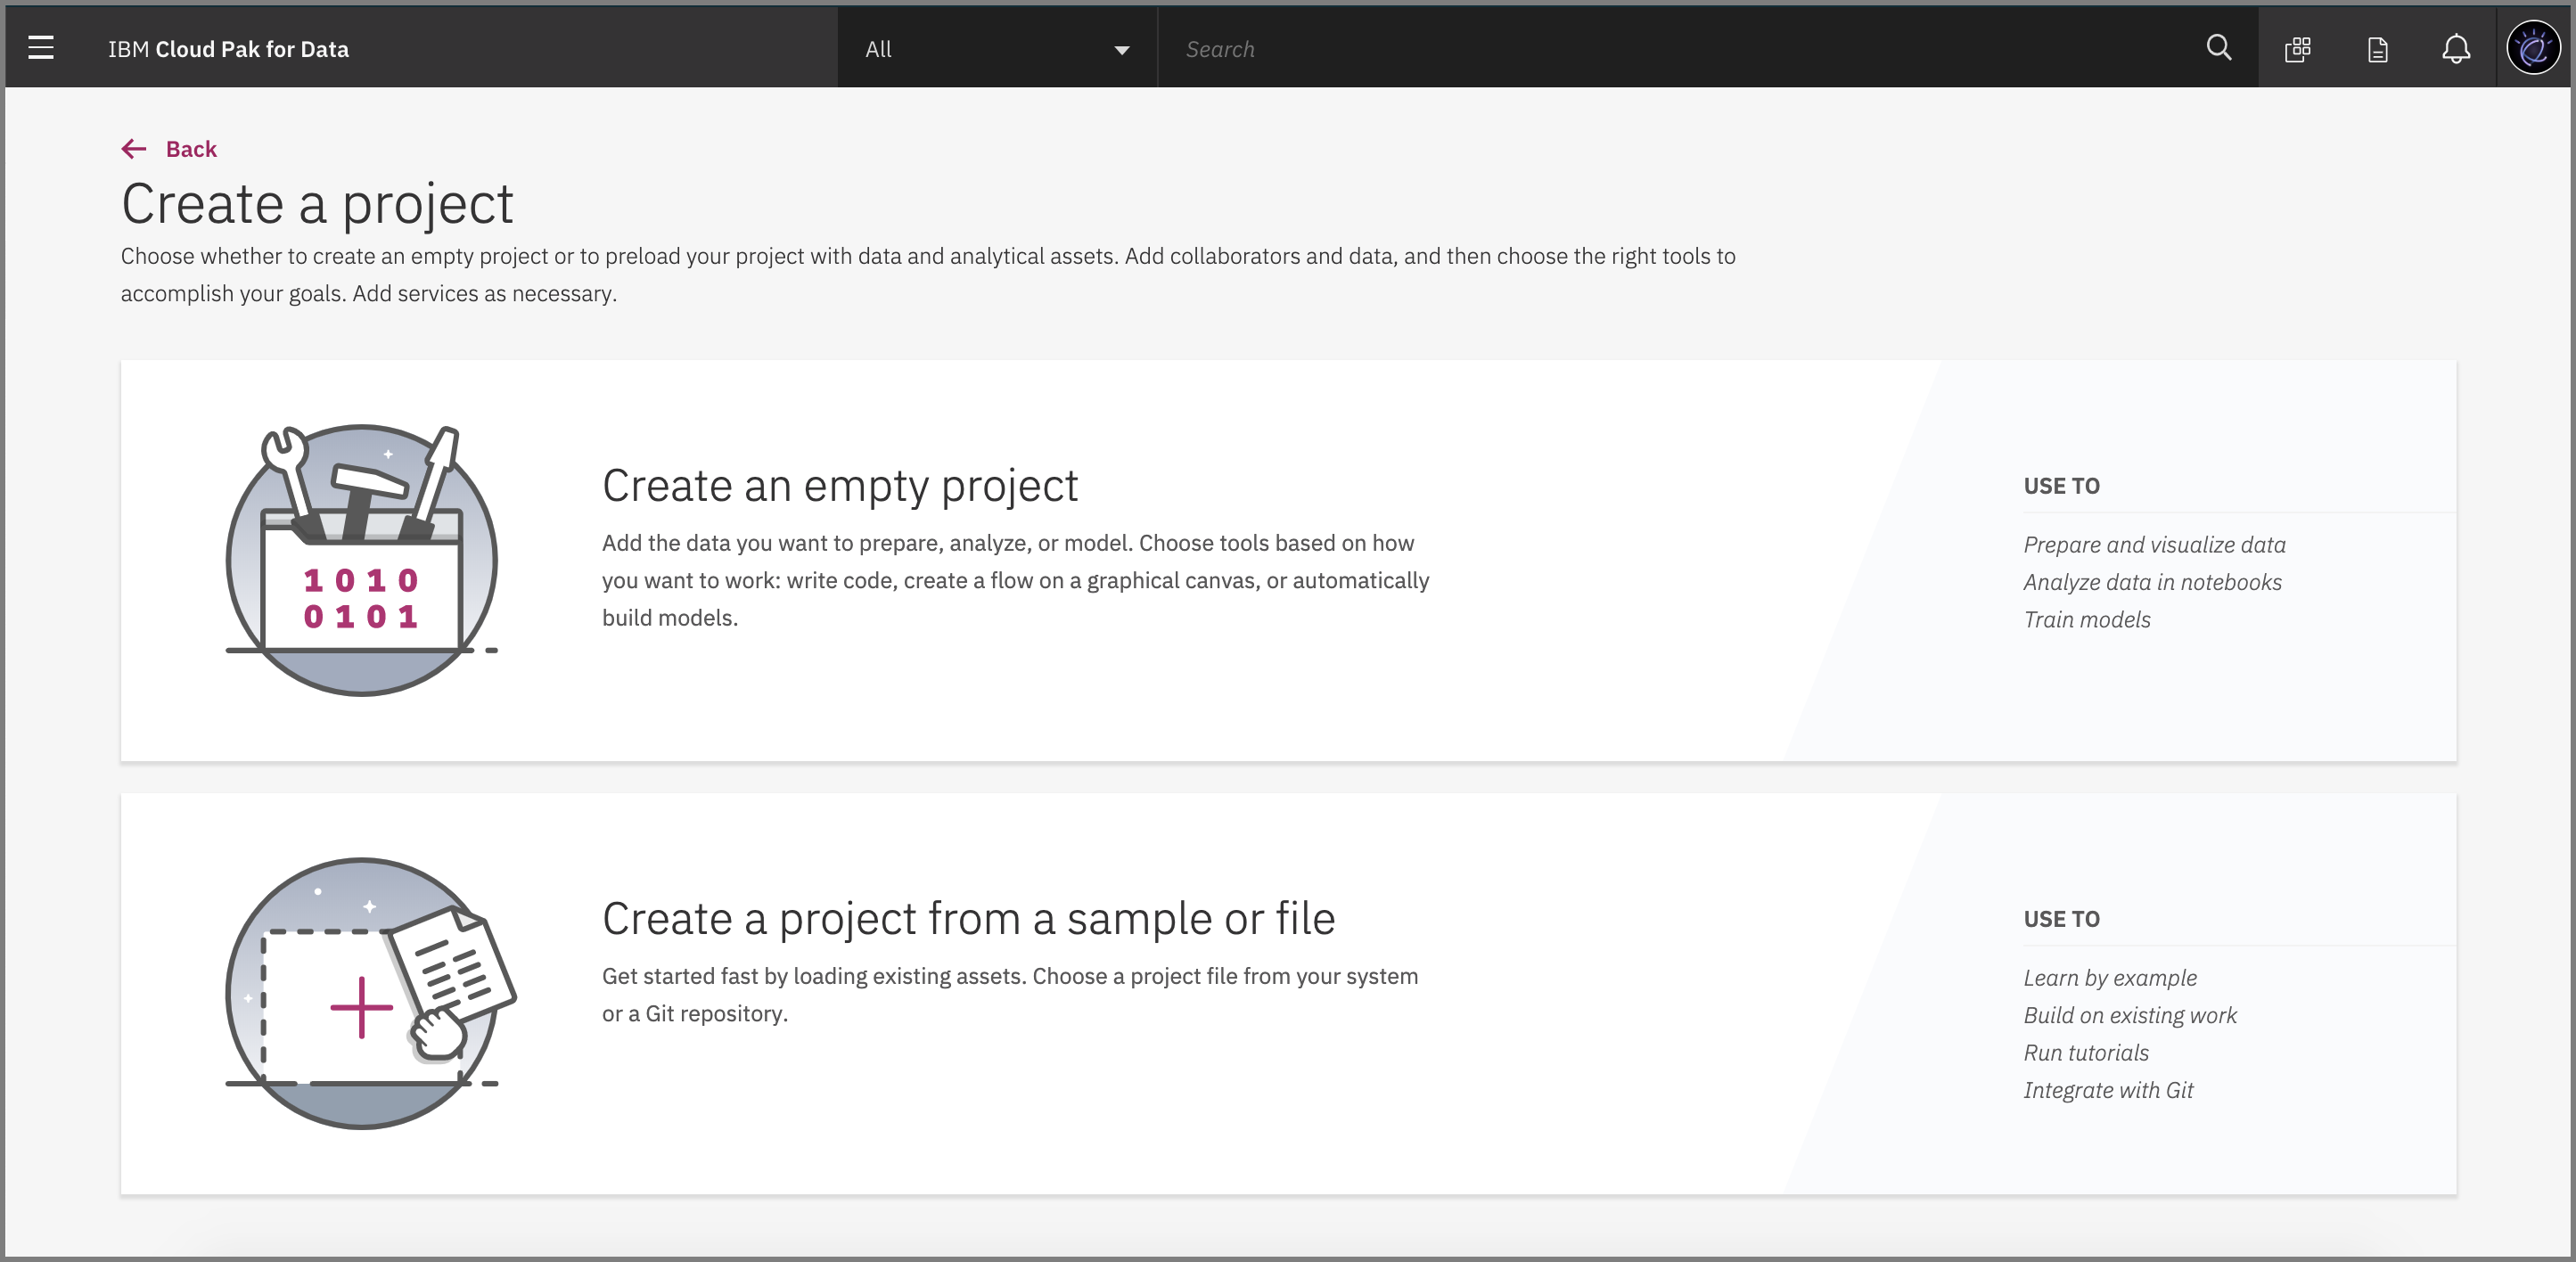 IBM Cloud Pak for Data
All
Search
Back
Create a project
Choose whether to create an empty project or to preload your project with data and analytical assets. Add collaborators and data, and then choose the right tools to
accomplish your goals. Add services as necessary.
Create an empty project
Add the data you want to prepare, analyze, or model. Choose tools based on how
you want to work: write code, create a flow on a graphical canvas, or automatically
build models.
1010
0101
USE TO
Prepare and visualize data
Analyze data in notebooks
Train models
Create a project from a sample or file
Get started fast by loading existing assets. Choose a project file from your system
or a Git repository.
USE TO
Learn by example
Build on existing work
Run tutorials
Integrate with Git